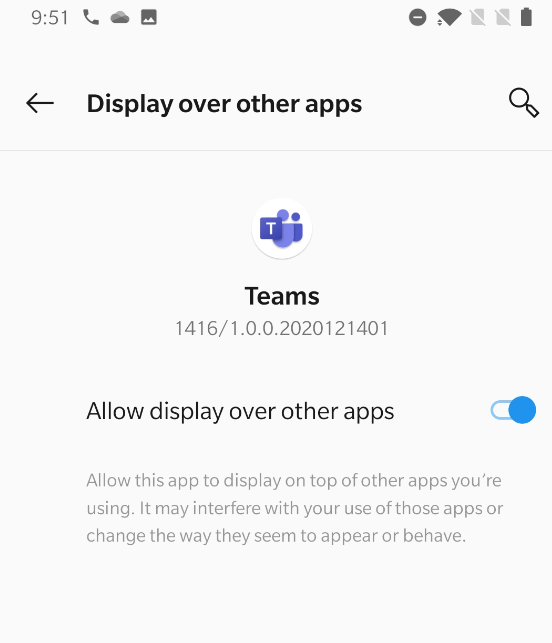 9:51
Display over other apps
T
Teams
1416/1.0.0.2020121401
Allow display over other apps
Allow this app to display on top of other apps you're
using. It may interfere with your use of those apps or
change the way they seem to appear or behave.